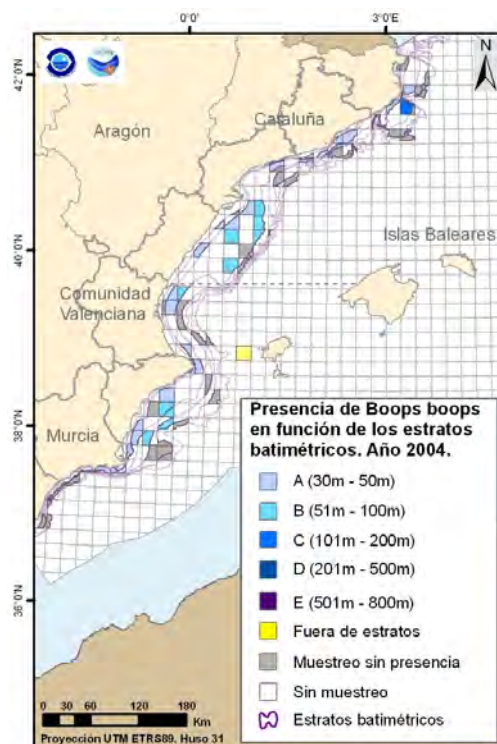 0°0'
3°0'E
N
42°0'N
Cataluña
Aragón
40°0'N
Islas Baleares
Comunidad
Valenciana
38°0'N
Murcia
36°0'N
Presencia de Boops boops
en función de los estratos
batimétricos. Año 2004.
A (30m - 50m)
B (51m - 100m)
C (101m - 200m)
D (201m - 500m)
E (501m - 800m)
Fuera de estratos
Muestreo sin presencia
Sin muestreo
Estratos batimétricos
0 30 60 120 180
Km
Proyección UTM ETRS89. Huso 31